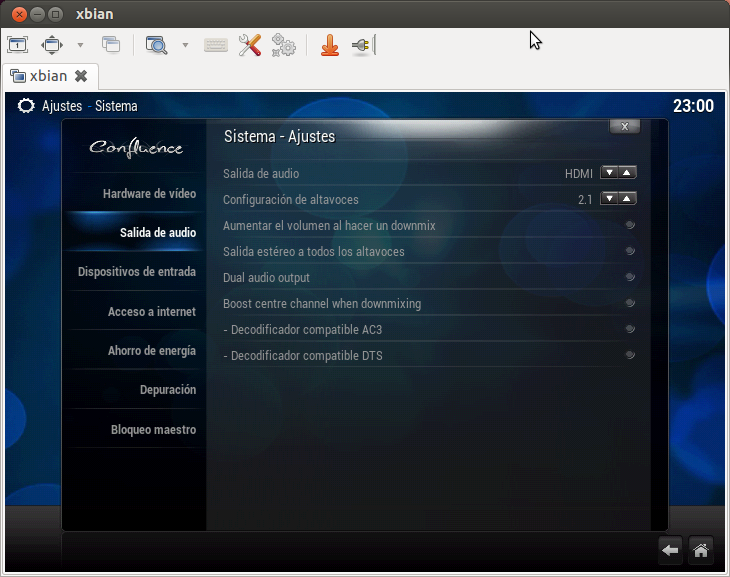 xbian
xbian
Ajustes - Sistema
23:00
Confluence
Sistema - Ajustes
X
Hardware de vídeo
Salida de audio
Dispositivos de entrada
Acceso a internet
Ahorro de energía
Depuración
Bloqueo maestro
Salida de audio HDMI
Configuración de altavoces 2.1
Aumentar el volumen al hacer un downmix
Salida estéreo a todos los altavoces
Dual audio output
Boost centre channel when downmixing
- Decodificador compatible AC3
- Decodificador compatible DTS